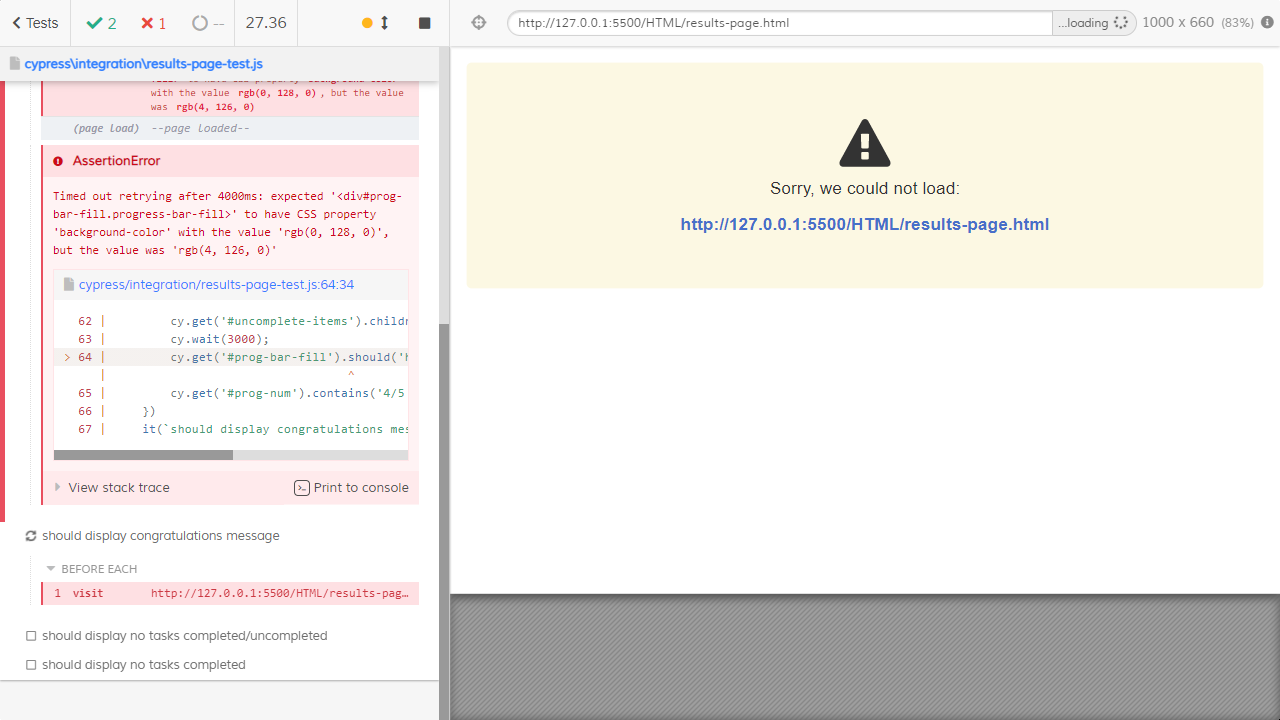 Tests 2 1 -- 27.36
http://127.0.0.1:5500/HTML/results-page.html ...loading 1000 x 660 (83%)
cypress\integration\results-page-test.js
with the value rgb(0, 128, 0) , but the value
was rgb(4, 126, 0)
(page load) --page loaded--
AssertionError
Timed out retrying after 4000ms: expected '<div#prog-
bar-fill.progress-bar-fill>' to have CSS property
'background-color' with the value 'rgb(0, 128, 0)',
but the value was 'rgb(4, 126, 0)'
cypress/integration/results-page-test.js:64:34
62 | cy.get('#uncomplete-items').childr
63 | cy.wait(3000);
> 64 | cy.get('#prog-bar-fill').should('h
| ^
65 | cy.get('#prog-num').contains('4/5
66 | })
67 | it(`should display congratulations mes
View stack trace Print to console
should display congratulations message
BEFORE EACH
1 visit http://127.0.0.1:5500/HTML/results-pag…
should display no tasks completed/uncompleted
should display no tasks completed
Sorry, we could not load:
http://127.0.0.1:5500/HTML/results-page.html